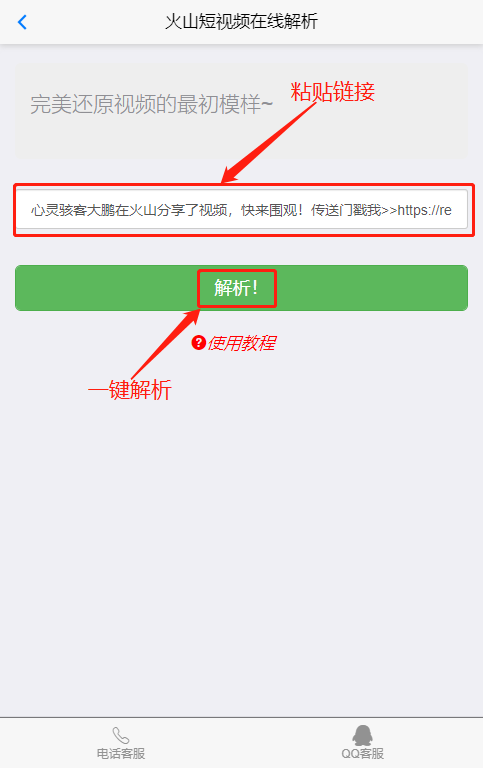 火山短视频在线解析
完美还原视频的最初模样~
粘贴链接
心灵骇客大鹏在火山分享了视频，快来围观！传送门戳我>>https://re
解析！
?使用教程
一键解析
电话客服
QQ客服